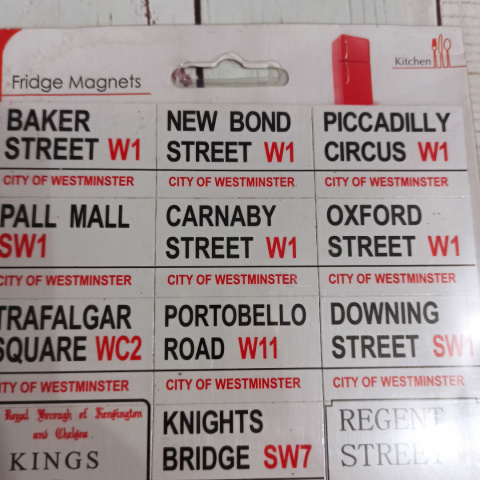 Fridge Magnets
Kitchen
BAKER
STREET W1
CITY OF WESTMINSTER
NEW BOND
STREET W1
CITY OF WESTMINSTER
PICCADILLY
CIRCUS W1
CITY OF WESTMINSTER
PALL MALL
SW1
CITY OF WESTMINSTER
CARNABY
STREET W1
CITY OF WESTMINSTER
OXFORD
STREET W1
CITY OF WESTMINSTER
TRAFALGAR
SQUARE WC2
CITY OF WESTMINSTER
PORTOBELLO
ROAD W11
CITY OF WESTMINSTER
DOWNING
STREET SW1
CITY OF WESTMINSTER
Royal Borough of Kensington
and Chelsea.
KINGS
KNIGHTS
BRIDGE SW7
REGENT
STREET